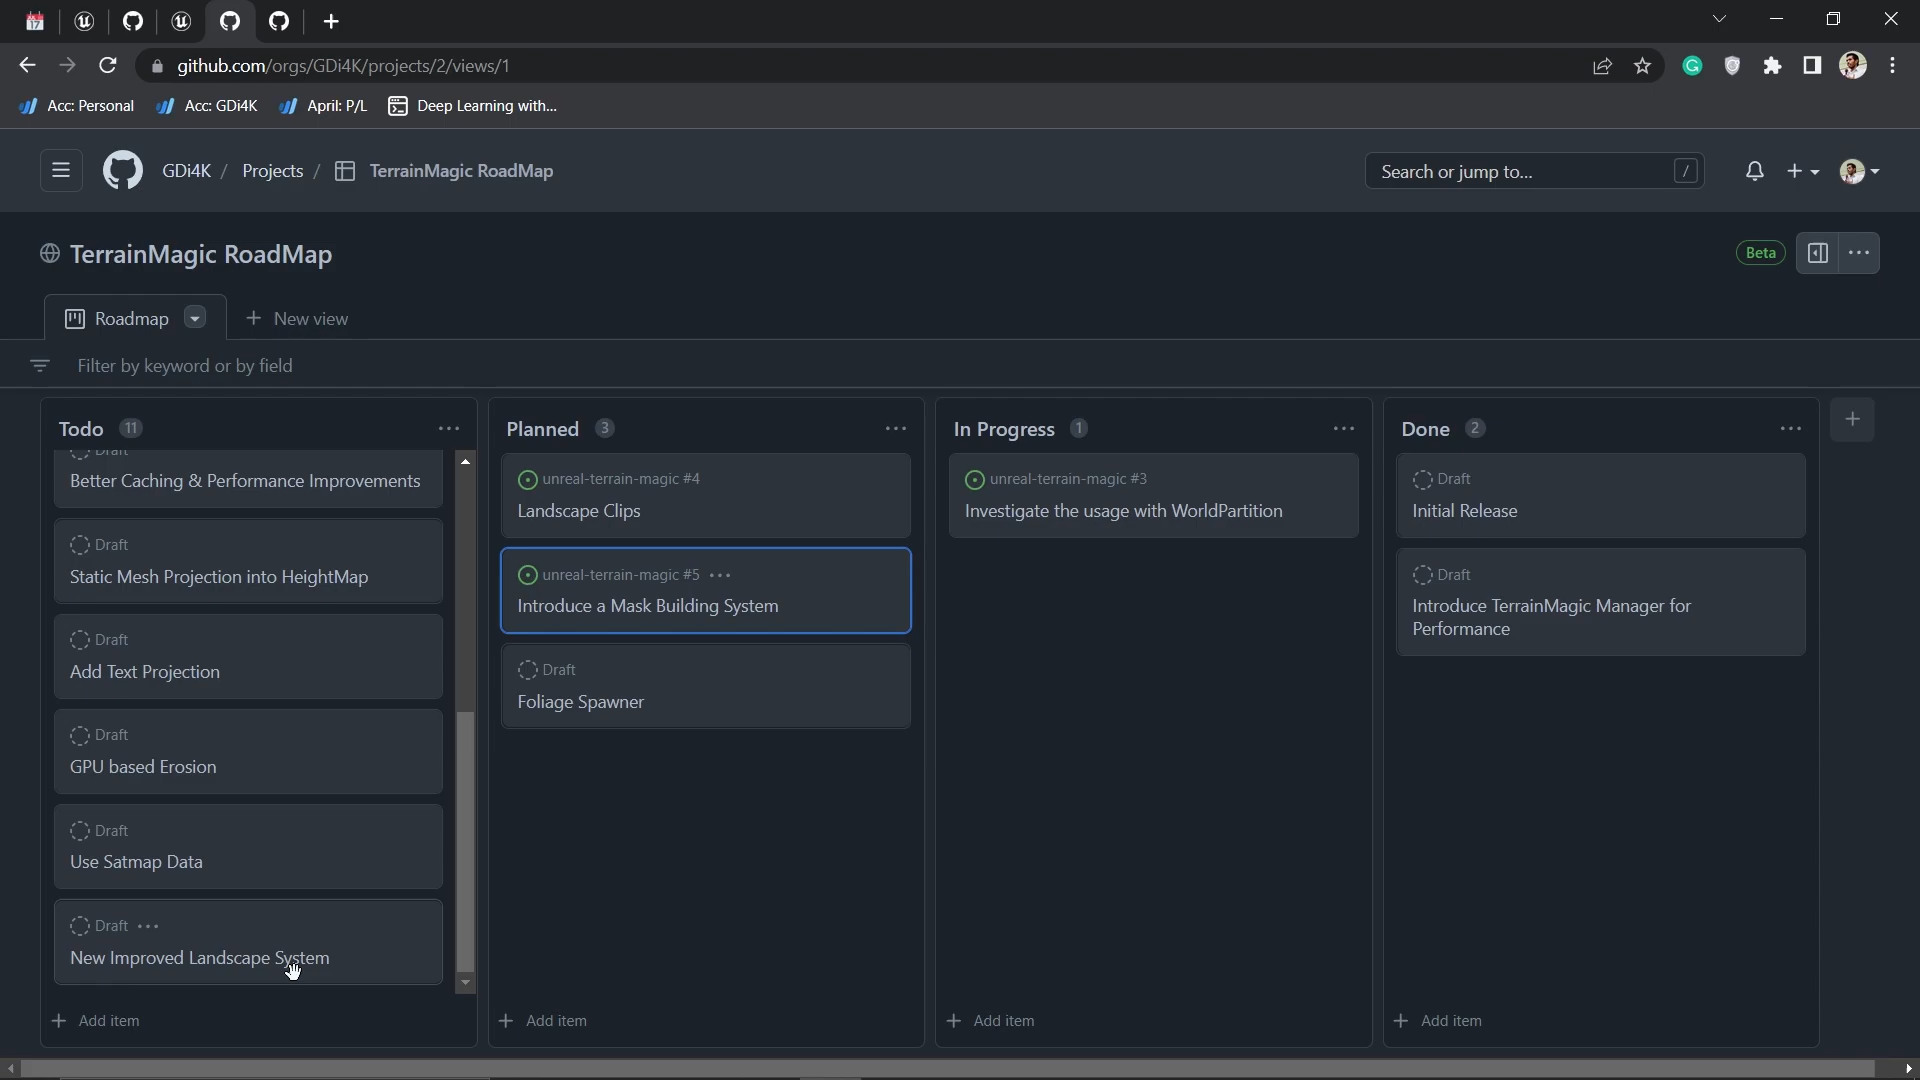 17
github.com/orgs/GDi4K/projects/2/views/1
Acc: Personal
Acc: GDi4K
April: P/L
Deep Learning with...
GDi4K / Projects / TerrainMagic RoadMap
Search or jump to... /
TerrainMagic RoadMap
Beta
Roadmap
New view
Filter by keyword or by field
Todo 11
Draft
Better Caching & Performance Improvements
Draft
Static Mesh Projection into HeightMap
Draft
Add Text Projection
Draft
GPU based Erosion
Draft
Use Satmap Data
Draft
New Improved Landscape System
+ Add item
Planned 3
unreal-terrain-magic #4
Landscape Clips
unreal-terrain-magic #5
Introduce a Mask Building System
Draft
Foliage Spawner
+ Add item
In Progress 1
unreal-terrain-magic #3
Investigate the usage with WorldPartition
+ Add item
Done 2
Draft
Initial Release
Draft
Introduce TerrainMagic Manager for
Performance
+ Add item